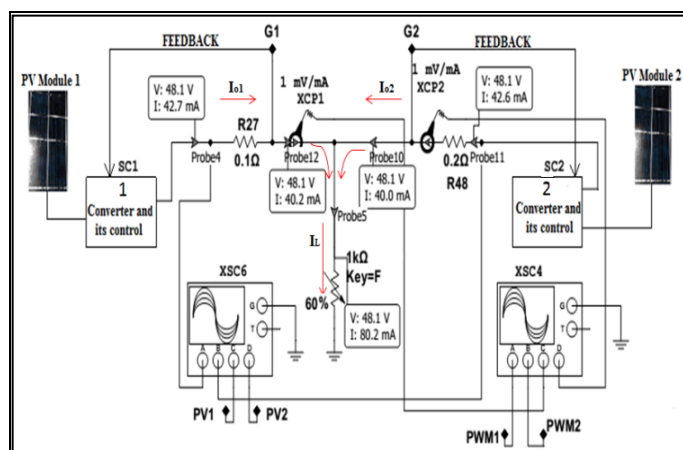 G1
G2
FEEDBACK
FEEDBACK
PV Module 1
PV Module 2
V: 48.1 V
I: 42.7 mA
Io1
1 mV/mA
XCP1
Io2
1 mV/mA
XCP2
V: 48.1 V
I: 42.6 mA
R27
0.1Ω
Probe4
Probe12
Probe10
0.2Ω
Probe11
R48
SC1
1
Converter and
its control
V: 48.1 V
I: 40.2 mA
V: 48.1 V
I: 40.0 mA
SC2
2
Converter and
its control
Probe5
IL
1kΩ
Key=F
60%
V: 48.1 V
I: 80.2 mA
XSC6
G
T
A B C D
XSC4
G
T
A B C D
PV1
PV2
PWM1
PWM2